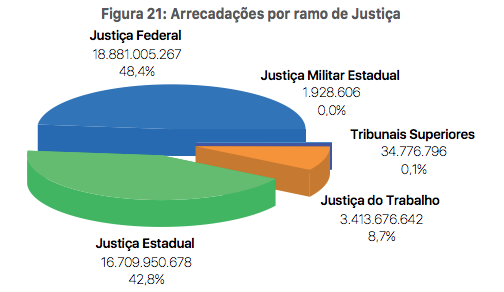 Figura 21: Arrecadações por ramo de Justiça
Justiça Federal
18.881.005.267
48,4%
Justiça Militar Estadual
1.928.606
0,0%
Tribunais Superiores
34.776.796
0,1%
Justiça do Trabalho
3.413.676.642
8,7%
Justiça Estadual
16.709.950.678
42,8%